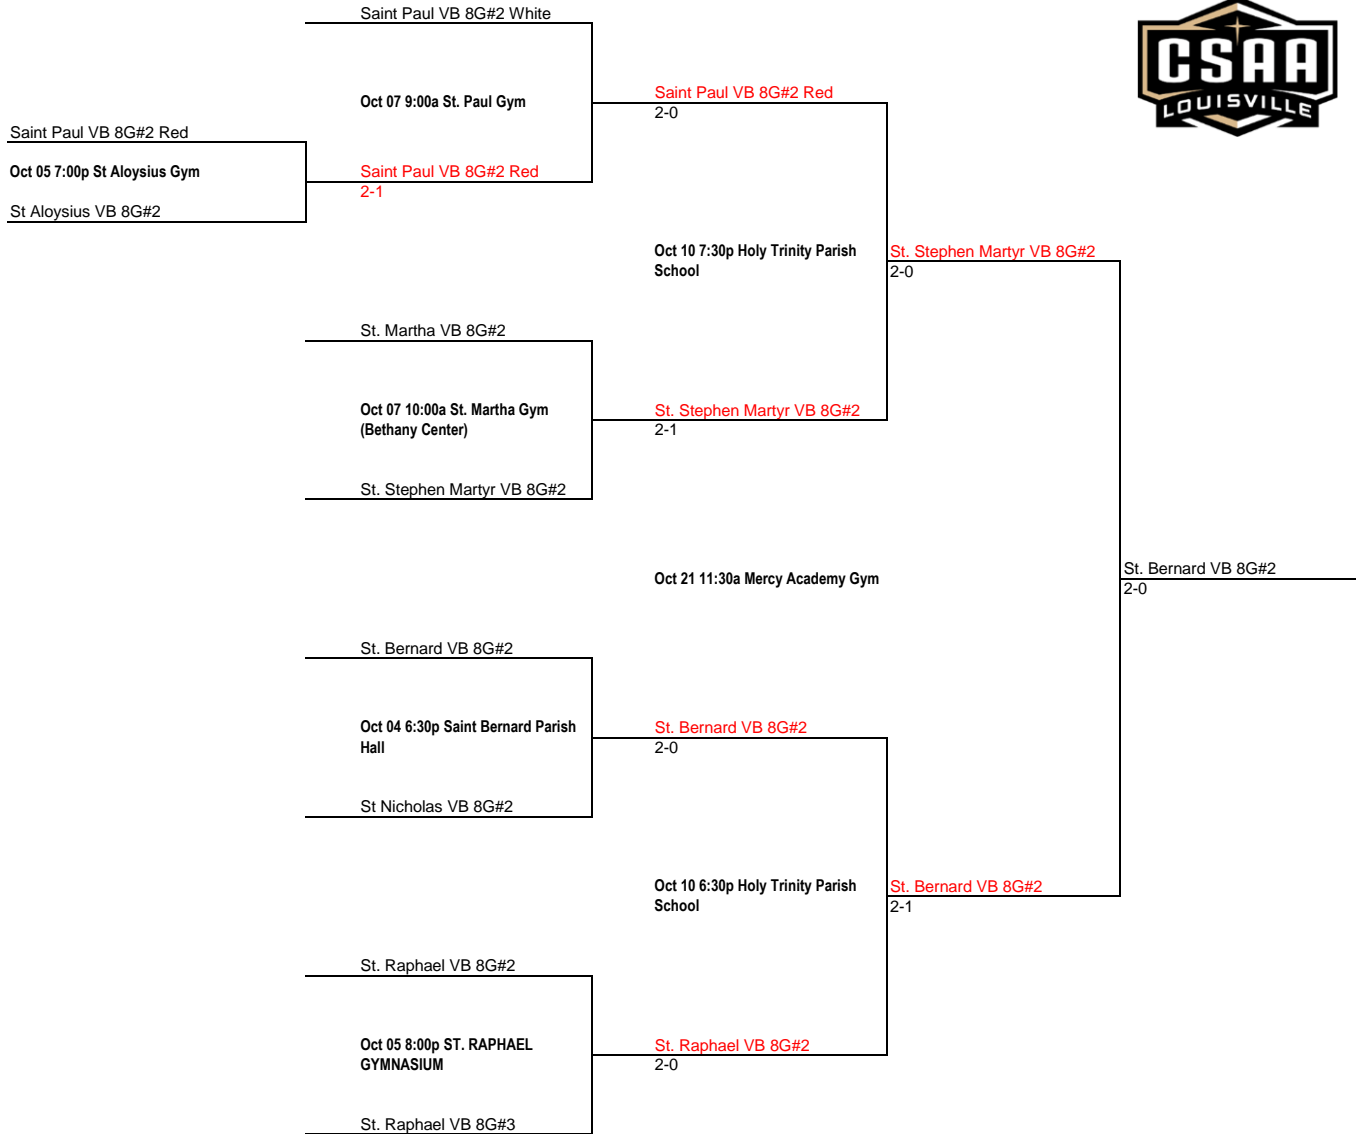 Saint Paul VB 8G#2 White
CSAA
LOUISVILLE
Oct 07 9:00a St. Paul Gym
Saint Paul VB 8G#2 Red
2-0
Saint Paul VB 8G#2 Red
Oct 05 7:00p St Aloysius Gym
Saint Paul VB 8G#2 Red
2-1
St Aloysius VB 8G#2
Oct 10 7:30p Holy Trinity Parish
School
St. Stephen Martyr VB 8G#2
2-0
St. Martha VB 8G#2
Oct 07 10:00a St. Martha Gym
(Bethany Center)
St. Stephen Martyr VB 8G#2
2-1
St. Stephen Martyr VB 8G#2
Oct 21 11:30a Mercy Academy Gym
St. Bernard VB 8G#2
2-0
St. Bernard VB 8G#2
Oct 04 6:30p Saint Bernard Parish
Hall
St. Bernard VB 8G#2
2-0
St Nicholas VB 8G#2
Oct 10 6:30p Holy Trinity Parish
School
St. Bernard VB 8G#2
2-1
St. Raphael VB 8G#2
Oct 05 8:00p ST. RAPHAEL
GYMNASIUM
St. Raphael VB 8G#2
2-0
St. Raphael VB 8G#3